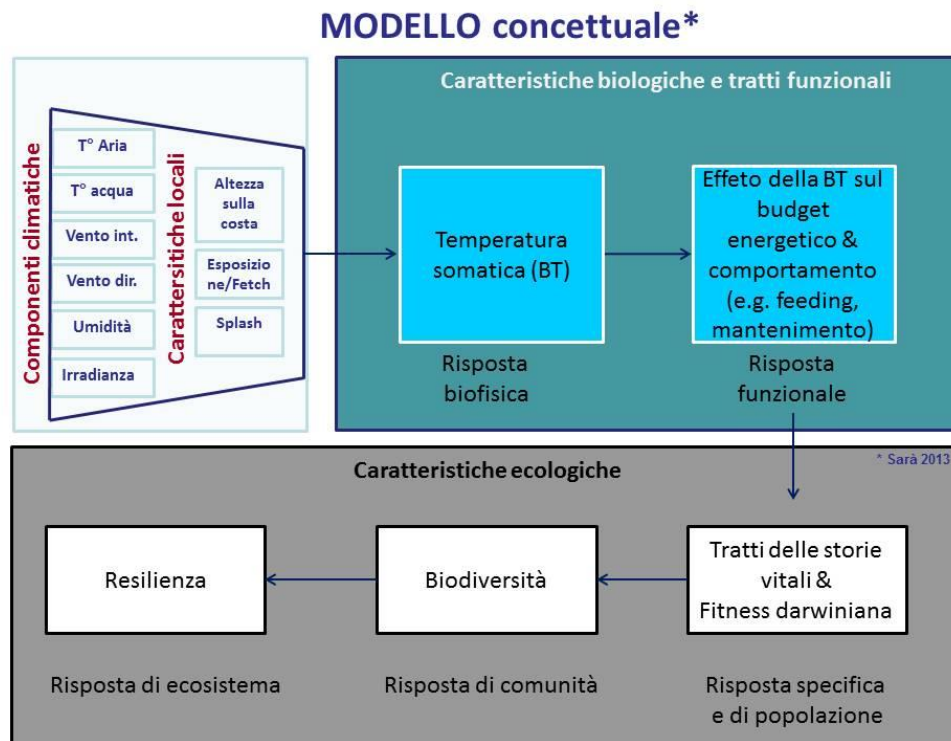 MODELLO concettuale*
Componenti climatiche
T° Aria
T° acqua
Vento int.
Vento dir.
Umidità
Irradianza
Carattersitiche locali
Altezza
sulla
costa
Esposizio
ne/Fetch
Splash
Caratteristiche biologiche e tratti funzionali
Temperatura
somatica (BT)
Risposta
biofisica
Effeto della BT sul
budget
energetico &
comportamento
(e.g. feeding,
mantenimento)
Risposta
funzionale
Caratteristiche ecologiche
* Sarà 2013
Resilienza
Biodiversità
Tratti delle storie
vitali &
Fitness darwiniana
Risposta di ecosistema
Risposta di comunità
Risposta specifica
e di popolazione